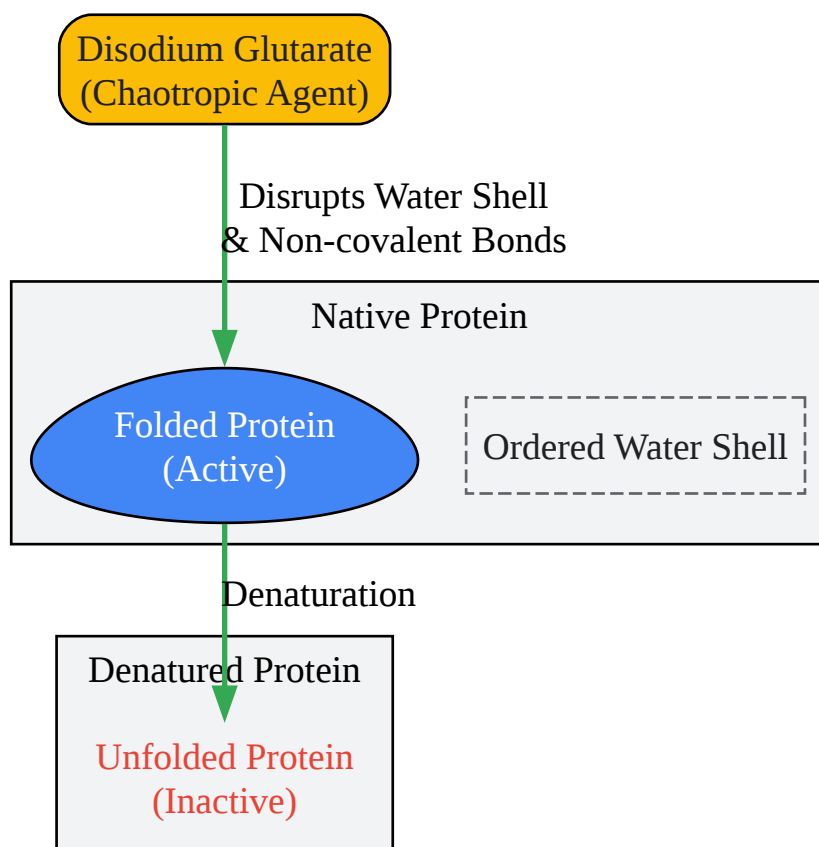 Disodium Glutarate
(Chaotropic Agent)
Disrupts Water Shell
& Non-covalent Bonds
Native Protein
Folded Protein
(Active)
Ordered Water Shell
Denaturation
Denatured Protein
Unfolded Protein
(Inactive)